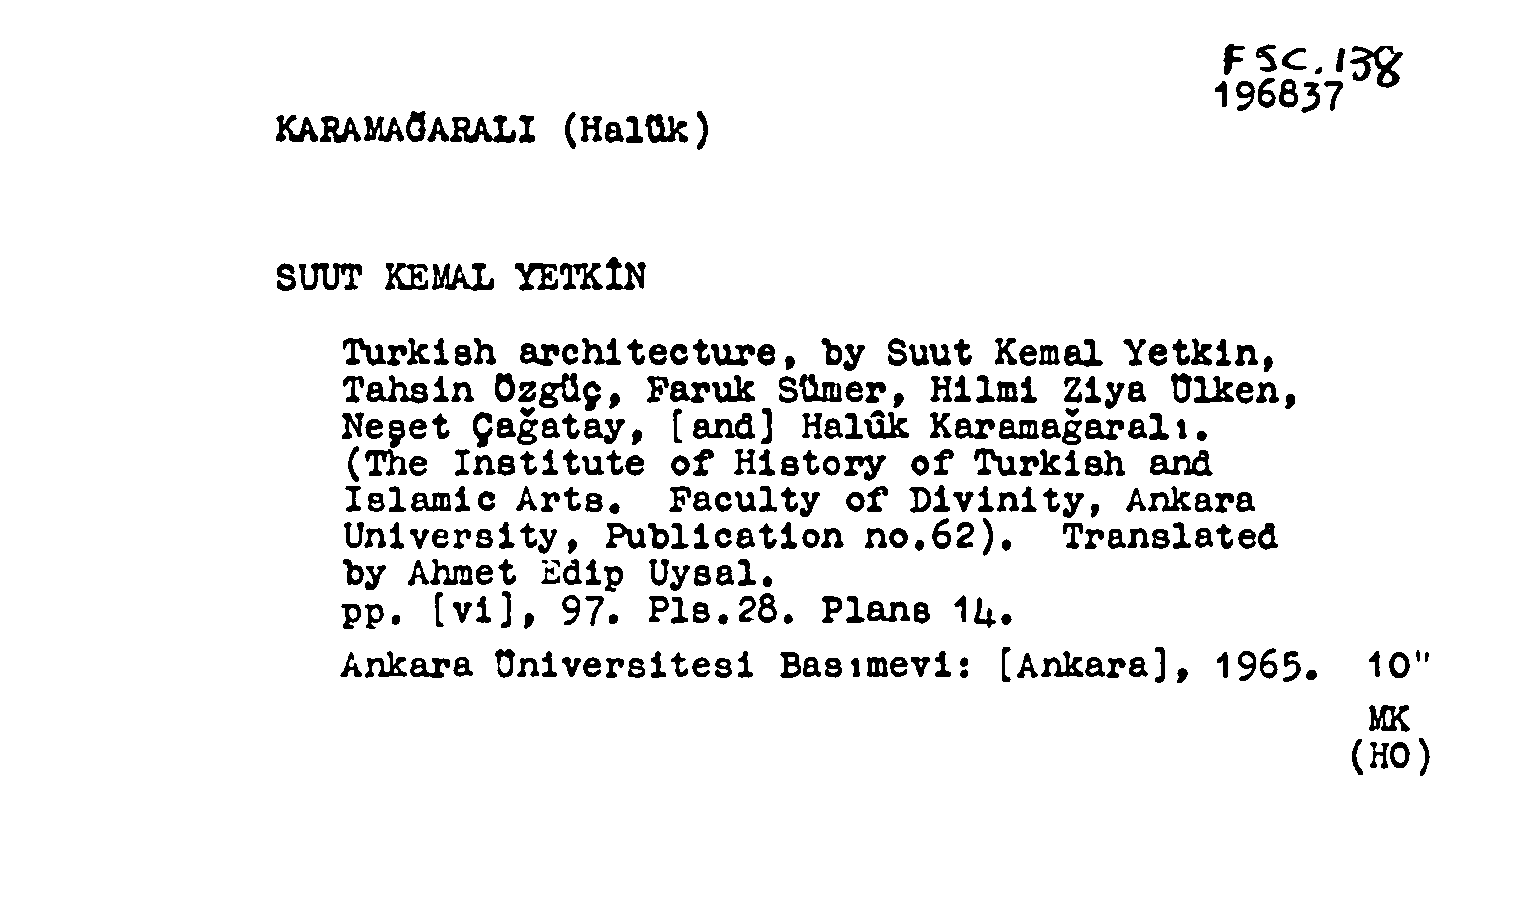 FSC.138
196837
KARAMAĞARALI (Halûk)
SUUT KEMAL YETKİN
Turkish architecture, by Suut Kemal Yetkin,
Tahsin Özgüç, Faruk Sümer, Hilmi Ziya Ülken,
Neşet Çağatay, [and] Halûk Karamağaralı.
(The Institute of History of Turkish and
Islamic Arts. Faculty of Divinity, Ankara
University, Publication no.62). Translated
by Ahmet Edip Uysal.
pp. [vi], 97. Pls.28. Plans 14.
Ankara Üniversitesi Basımevi: [Ankara], 1965. 10"
MK
(HO)